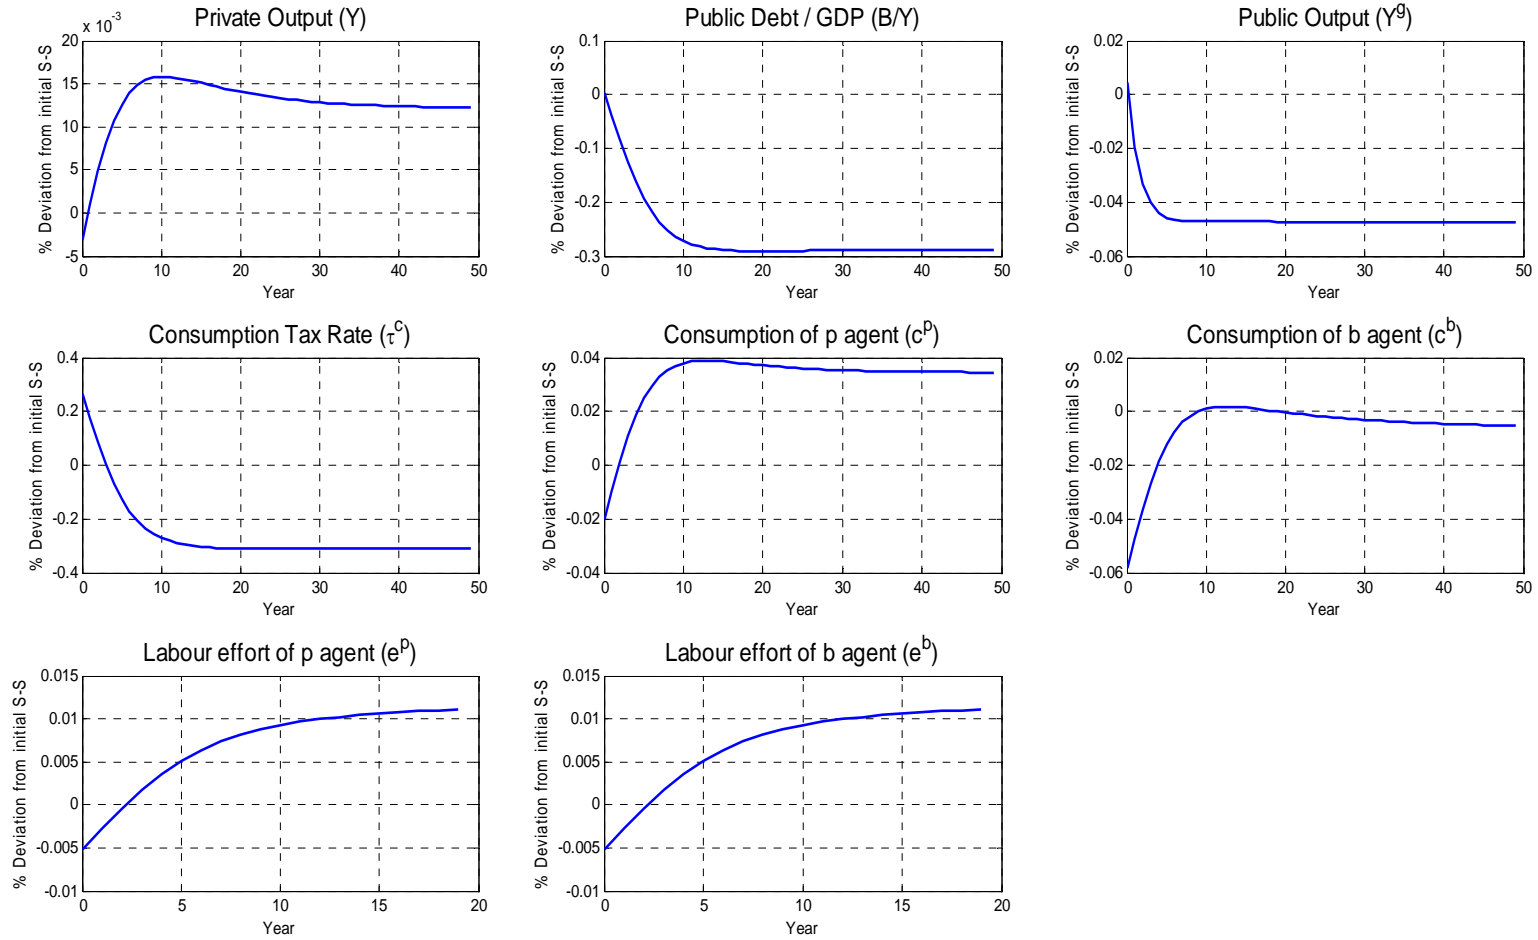 Private Output (Y)
x 10^-3
% Deviation from initial S-S
20
15
10
5
0
-5
0 10 20 30 40 50
Year
Public Debt / GDP (B/Y)
% Deviation from initial S-S
0.1
0
-0.1
-0.2
-0.3
0 10 20 30 40 50
Year
Public Output (Y^g)
% Deviation from initial S-S
0.02
0
-0.02
-0.04
-0.06
0 10 20 30 40 50
Year
Consumption Tax Rate (τ^c)
% Deviation from initial S-S
0.4
0.2
0
-0.2
-0.4
0 10 20 30 40 50
Year
Consumption of p agent (c^p)
% Deviation from initial S-S
0.04
0.02
0
-0.02
-0.04
0 10 20 30 40 50
Year
Consumption of b agent (c^b)
% Deviation from initial S-S
0.02
0
-0.02
-0.04
-0.06
0 10 20 30 40 50
Year
Labour effort of p agent (e^p)
% Deviation from initial S-S
0.015
0.01
0.005
0
-0.005
-0.01
0 5 10 15 20
Year
Labour effort of b agent (e^b)
% Deviation from initial S-S
0.015
0.01
0.005
0
-0.005
-0.01
0 5 10 15 20
Year